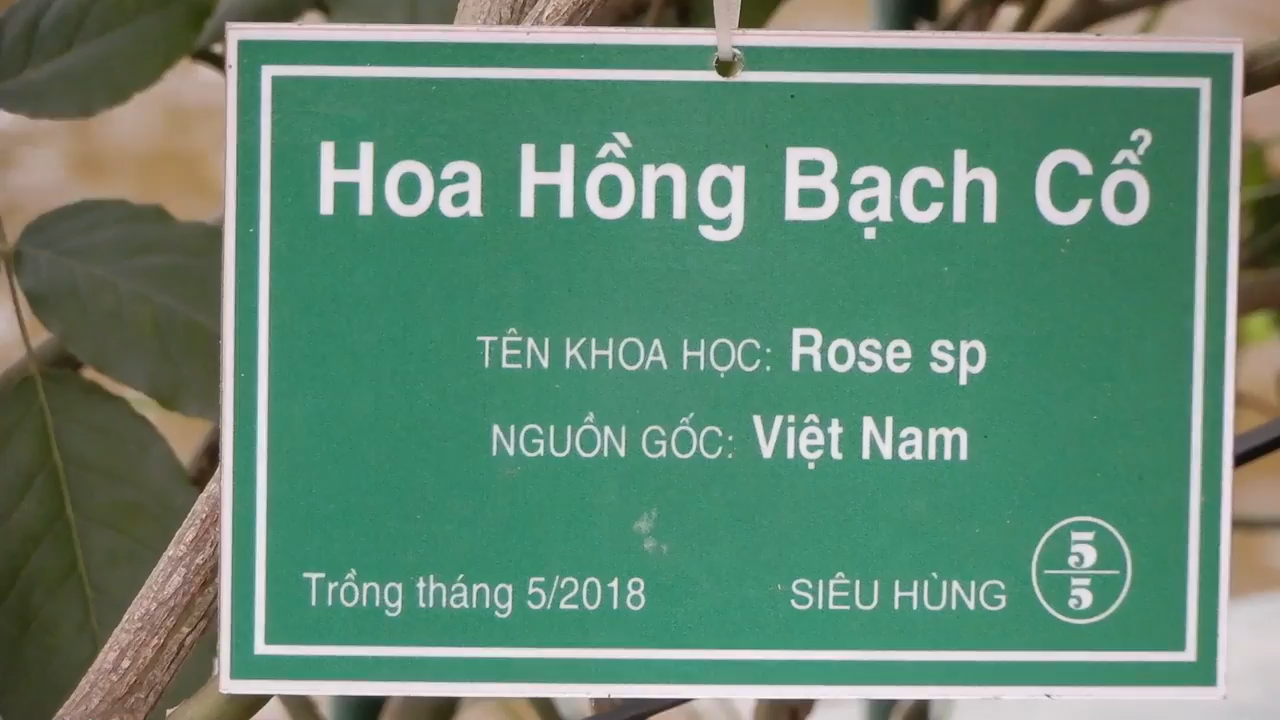 Hoa Hồng Bạch Cổ
TÊN KHOA HỌC: Rose sp
NGUỒN GỐC: Việt Nam
Trồng tháng 5/2018
SIÊU HÙNG
5
5